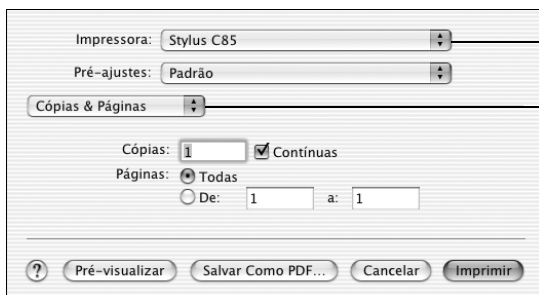 Impressora: Stylus C85
Pré-ajustes: Padrão
Cópias & Páginas
Cópias: 1 Contínuas
Páginas: Todas
De: 1 a: 1
? Pré-visualizar Salvar Como PDF... Cancelar Imprimir